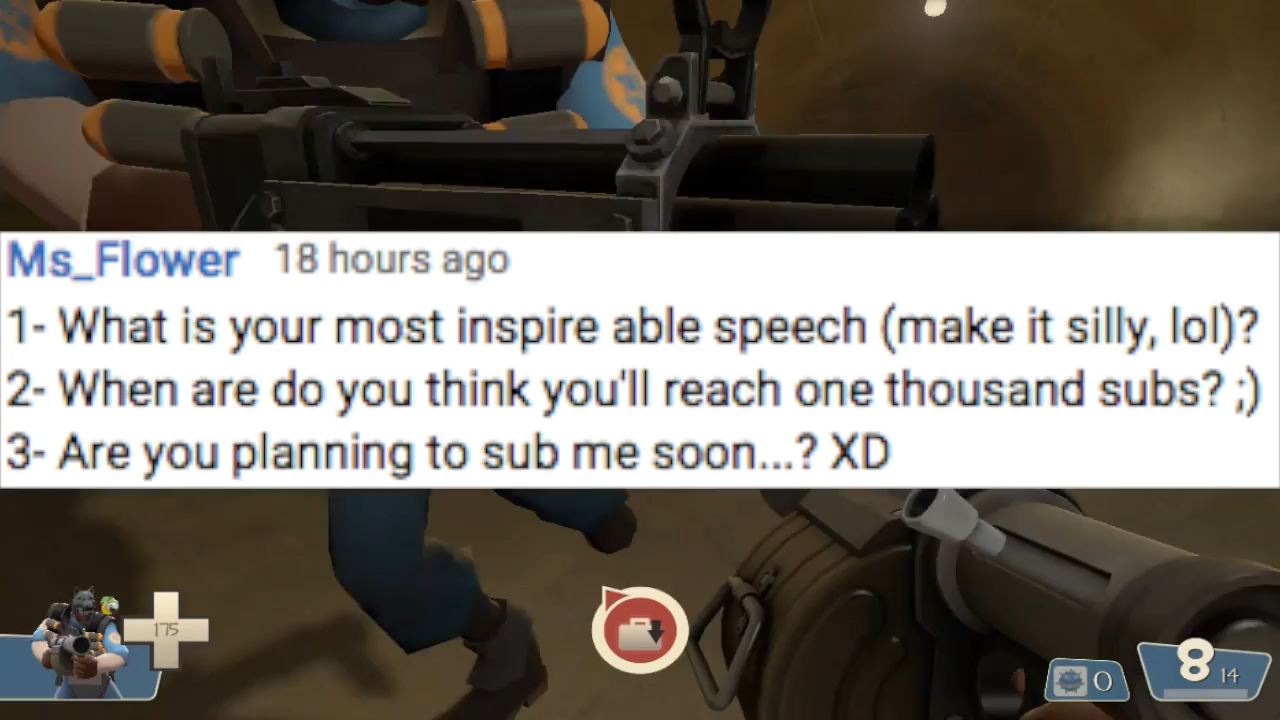 Ms_Flower 18 hours ago
1- What is your most inspire able speech (make it silly, lol)?
2- When are do you think you'll reach one thousand subs? ;)
3- Are you planning to sub me soon...? XD
175
0
8 14